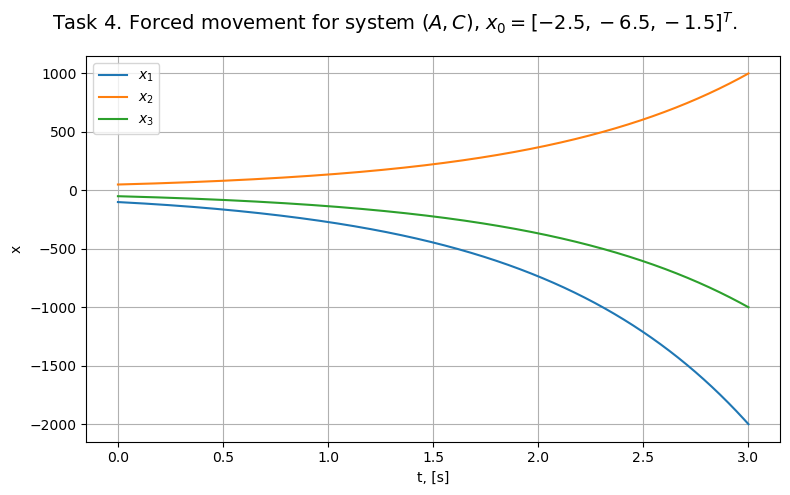 Task 4. Forced movement for system (A, C), x₀ = [−2.5, −6.5, −1.5]ᵀ.
x₁
x₂
x₃
1000
500
0
−500
−1000
−1500
−2000
x
0.0 0.5 1.0 1.5 2.0 2.5 3.0
t, [s]